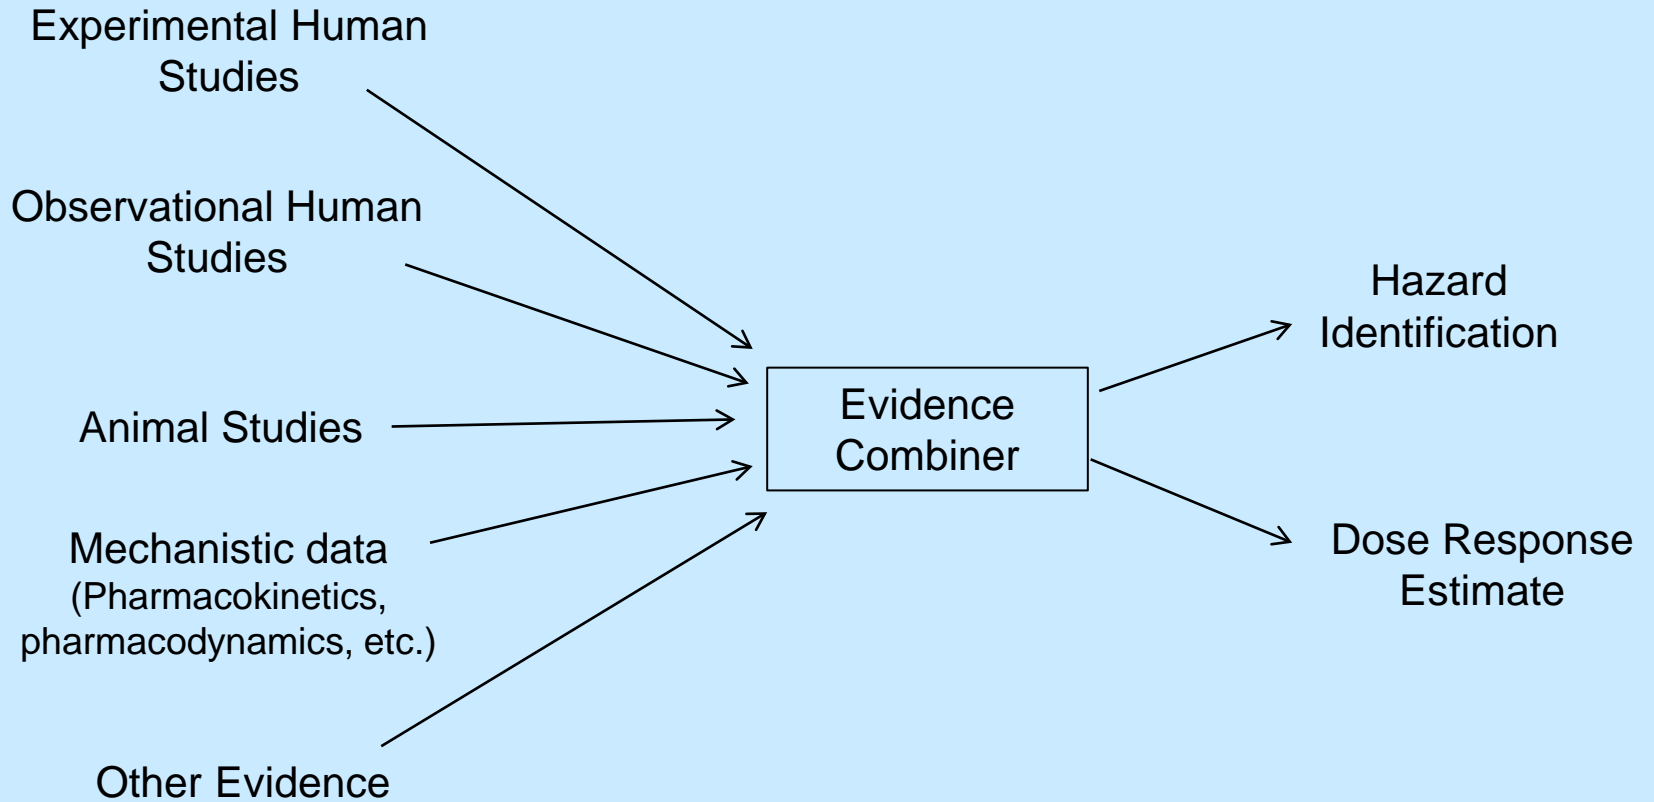 Experimental Human
Studies
Observational Human
Studies
Animal Studies
Mechanistic data
(Pharmacokinetics,
pharmacodynamics, etc.)
Other Evidence
Evidence
Combiner
Hazard
Identification
Dose Response
Estimate